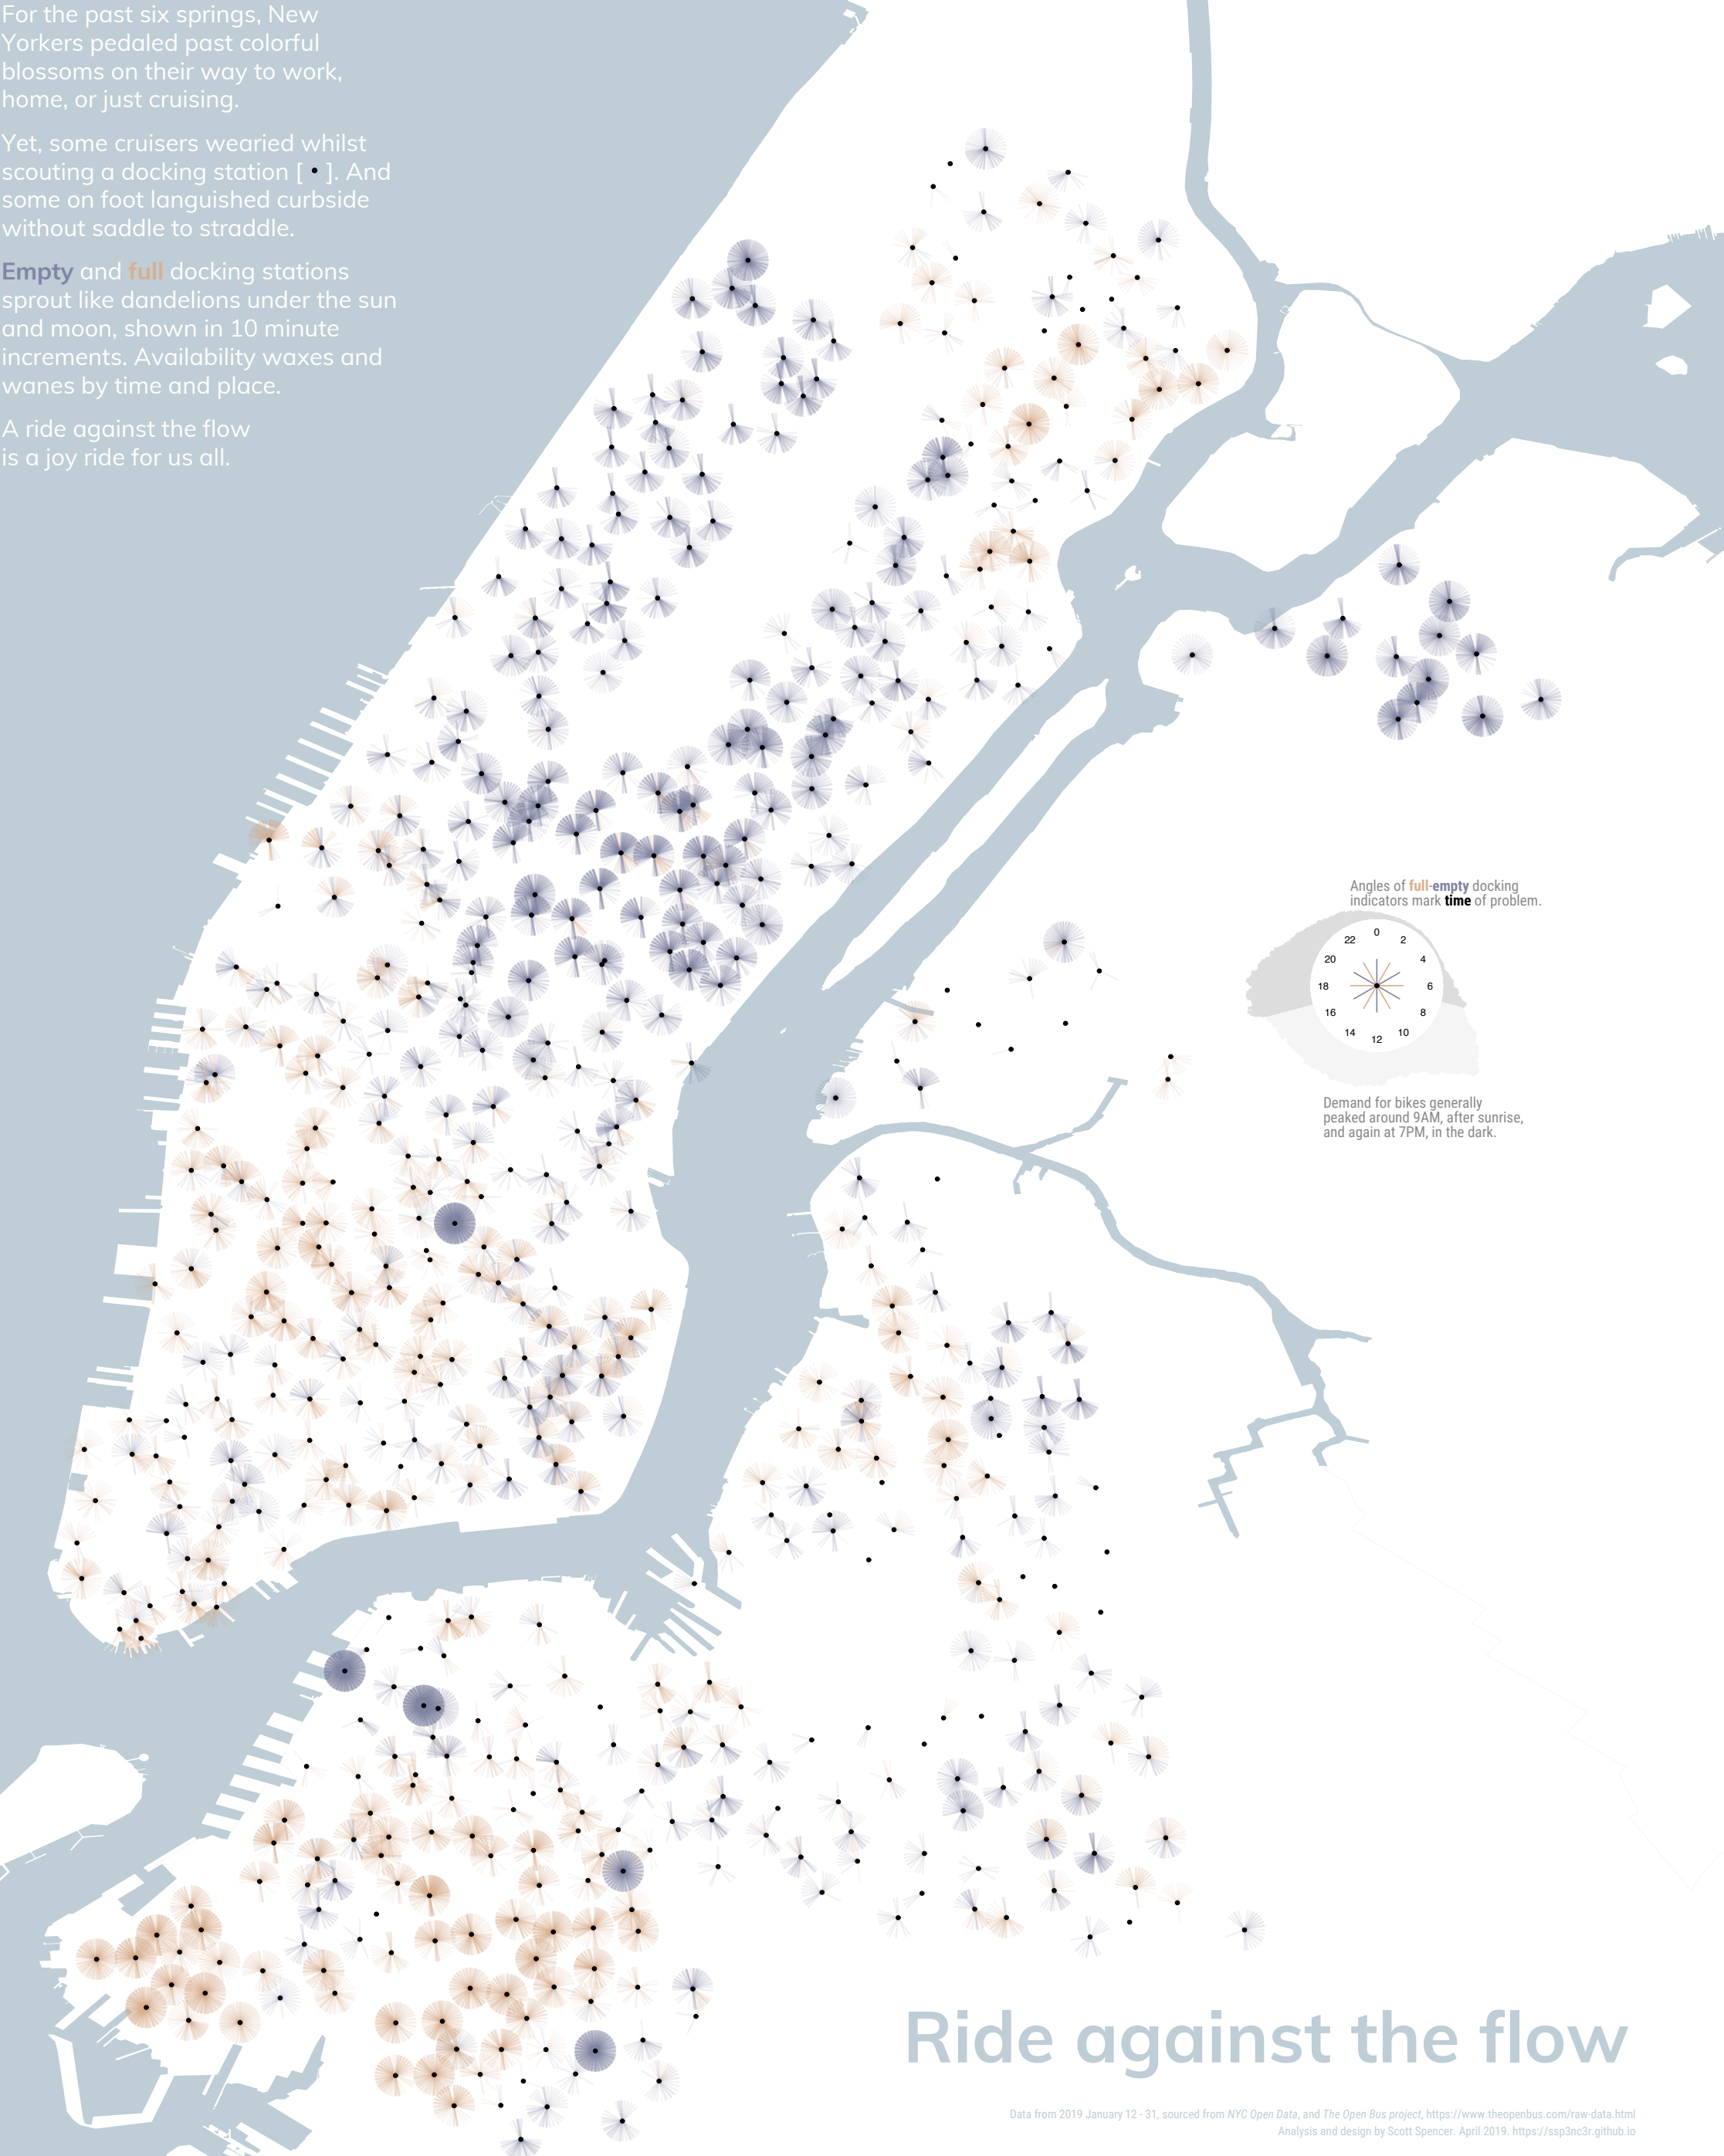 For the past six springs, New
Yorkers pedaled past colorful
blossoms on their way to work,
home, or just cruising.
Yet, some cruisers wearied whilst
scouting a docking station [ • ]. And
some on foot languished curbside
without saddle to straddle.
Empty and full docking stations
sprout like dandelions under the sun
and moon, shown in 10 minute
increments. Availability waxes and
wanes by time and place.
A ride against the flow
is a joy ride for us all.
Angles of full-empty docking
indicators mark time of problem.
0
22 2
20 4
18 6
16 8
14 10
12
Demand for bikes generally
peaked around 9AM, after sunrise,
and again at 7PM, in the dark.
Ride against the flow
Data from 2019 January 12 - 31, sourced from NYC Open Data, and The Open Bus project, https://www.theopenbus.com/raw-data.html
Analysis and design by Scott Spencer. April 2019. https://ssp3nc3r.github.io